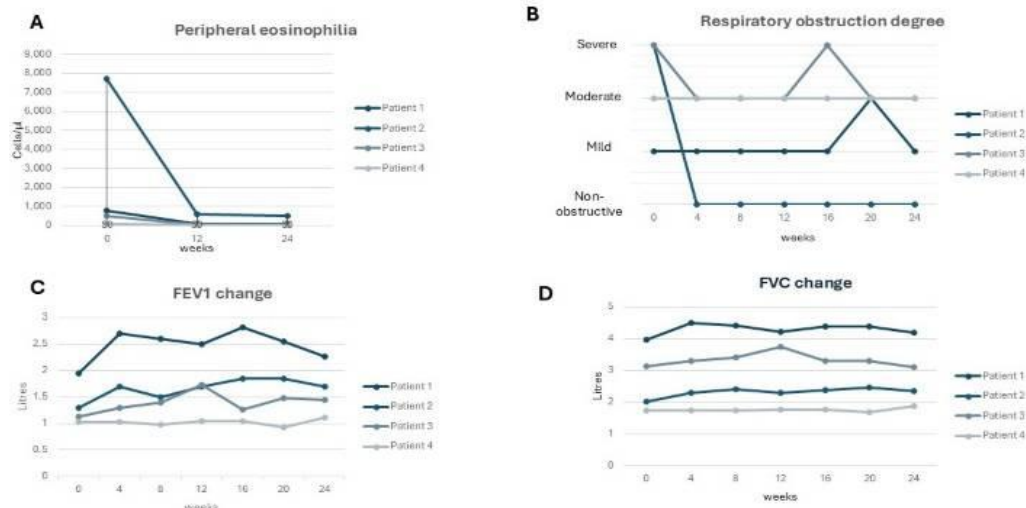 A
Peripheral eosinophilia
9,000
8,000
7,000
6,000
5,000
4,000
3,000
2,000
1,000
0
Cells/µl
0
12
24
weeks
Patient 1
Patient 2
Patient 3
Patient 4
B
Respiratory obstruction degree
Severe
Moderate
Mild
Non-
obstructive
0 4 8 12 16 20 24
weeks
Patient 1
Patient 2
Patient 3
Patient 4
C
FEV1 change
3
2.5
2
1.5
1
0.5
0
Litres
0 4 8 12 16 20 24
weeks
Patient 1
Patient 2
Patient 3
Patient 4
D
FVC change
5
4
3
2
1
0
Litres
0 4 8 12 16 20 24
weeks
Patient 1
Patient 2
Patient 3
Patient 4